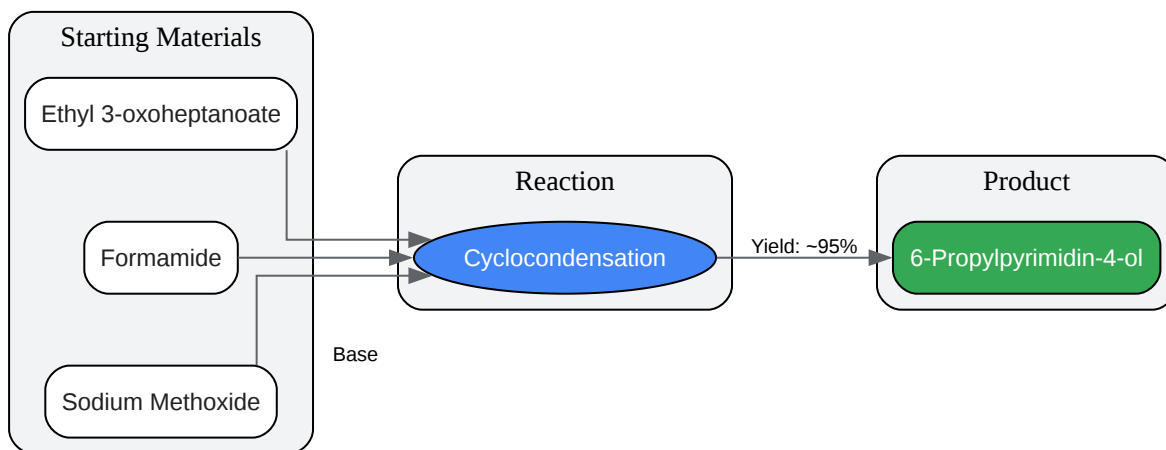 Starting Materials
Ethyl 3-oxoheptanoate
Formamide
Sodium Methoxide
Base
Reaction
Cyclocondensation
Yield: ~95%
Product
6-Propylpyrimidin-4-ol